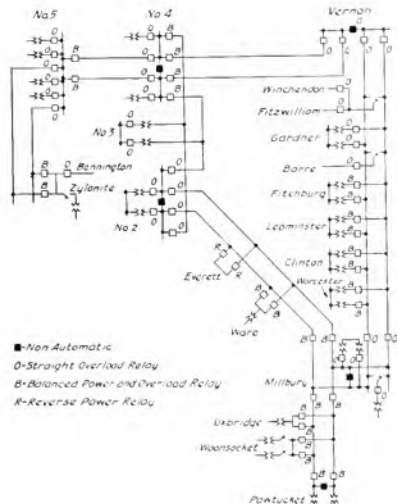 No 5
No 4
Vernon
Winchendon
Fitzwilliam
No 3
Gardner
Bennington
Barre
Zylonite
Fitchburg
No 2
Leominster
Clinton
Everett
Worcester
Ware
■-Non Automatic
O-Straight Overload Relay
B-Balanced Power and Overload Relay
R-Reverse Power Relay
Millbury
Uxbridge
Woonsocket
Pawtucket